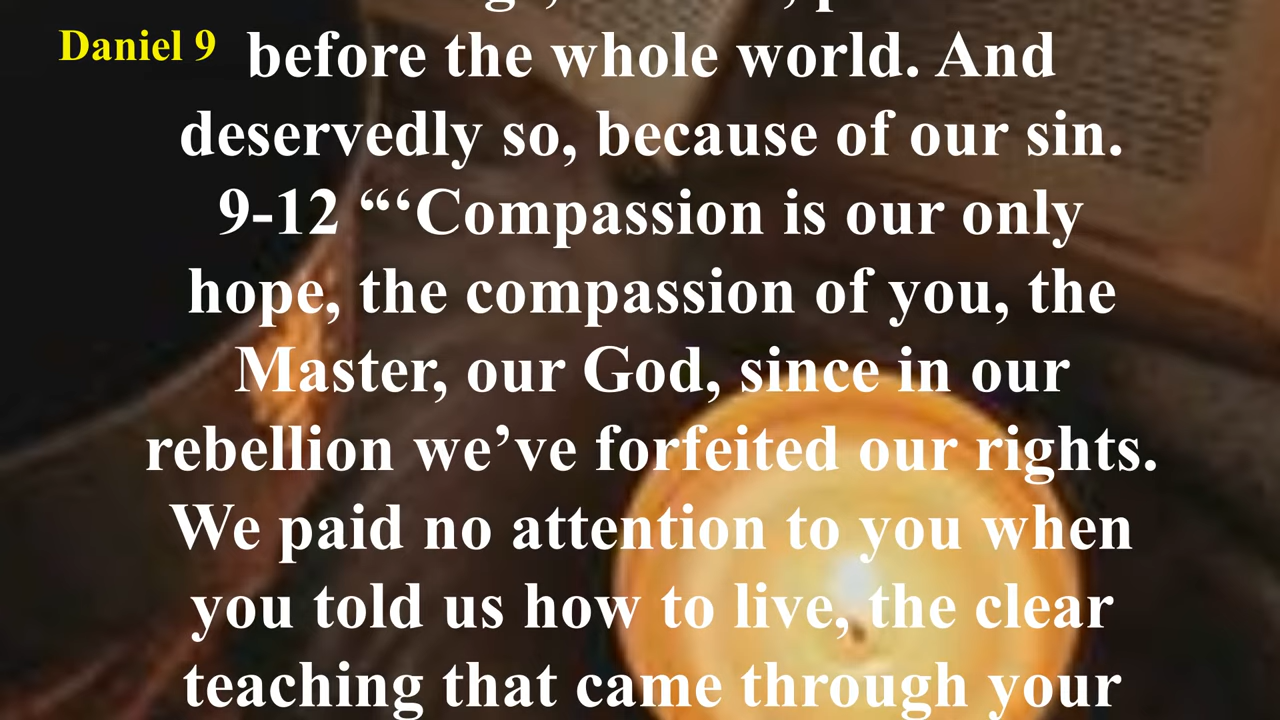 Daniel 9
before the whole world. And
deservedly so, because of our sin.
9-12 “‘Compassion is our only
hope, the compassion of you, the
Master, our God, since in our
rebellion we’ve forfeited our rights.
We paid no attention to you when
you told us how to live, the clear
teaching that came through your